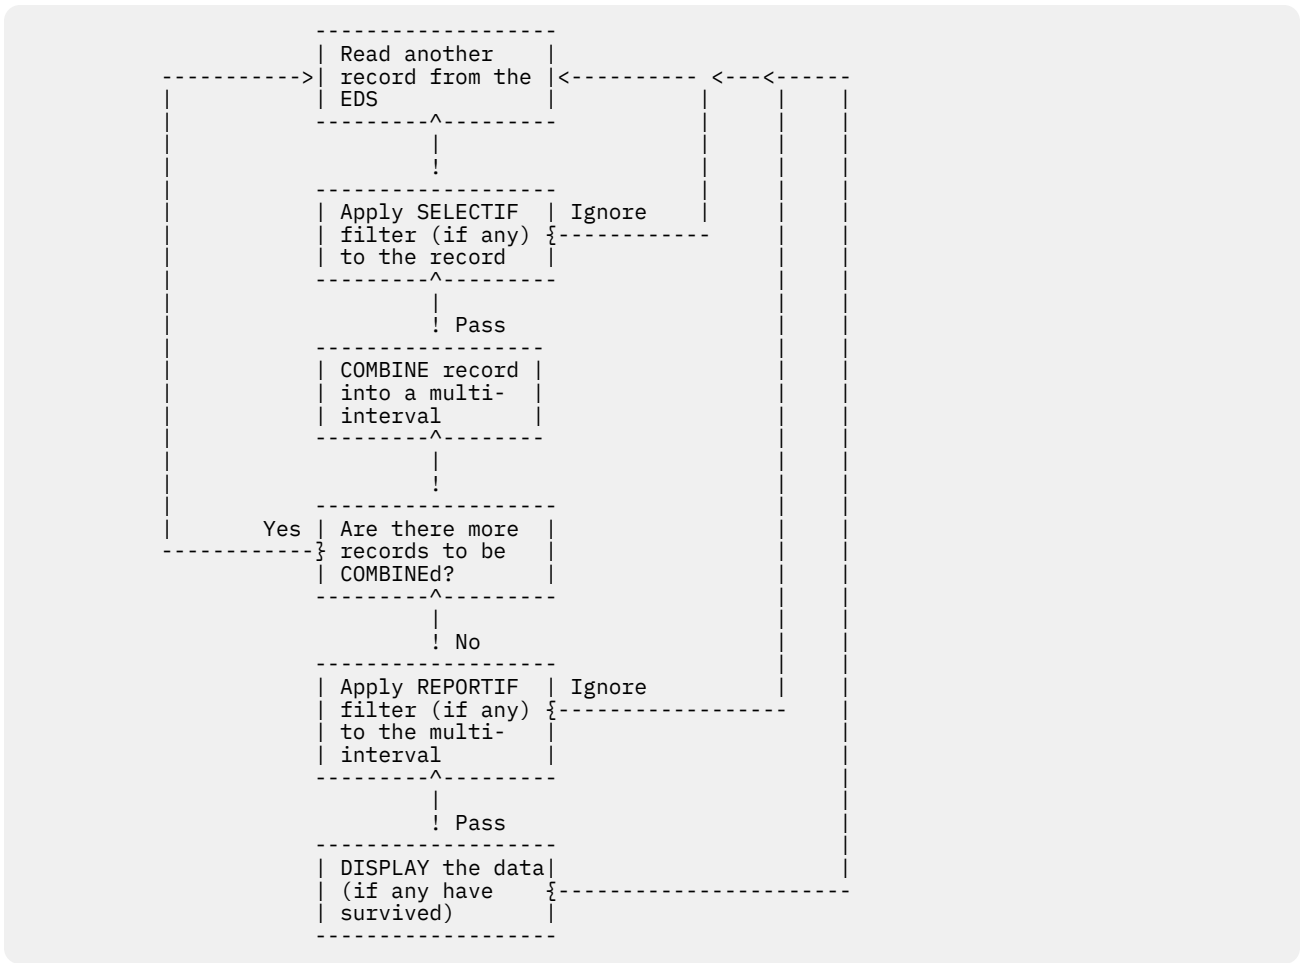 Read another
record from the
EDS
Apply SELECTIF Ignore
filter (if any)
to the record
! Pass
COMBINE record
into a multi-
interval
!
Yes Are there more
records to be
COMBINEd?
! No
Apply REPORTIF Ignore
filter (if any)
to the multi-
interval
! Pass
DISPLAY the data
(if any have
survived)